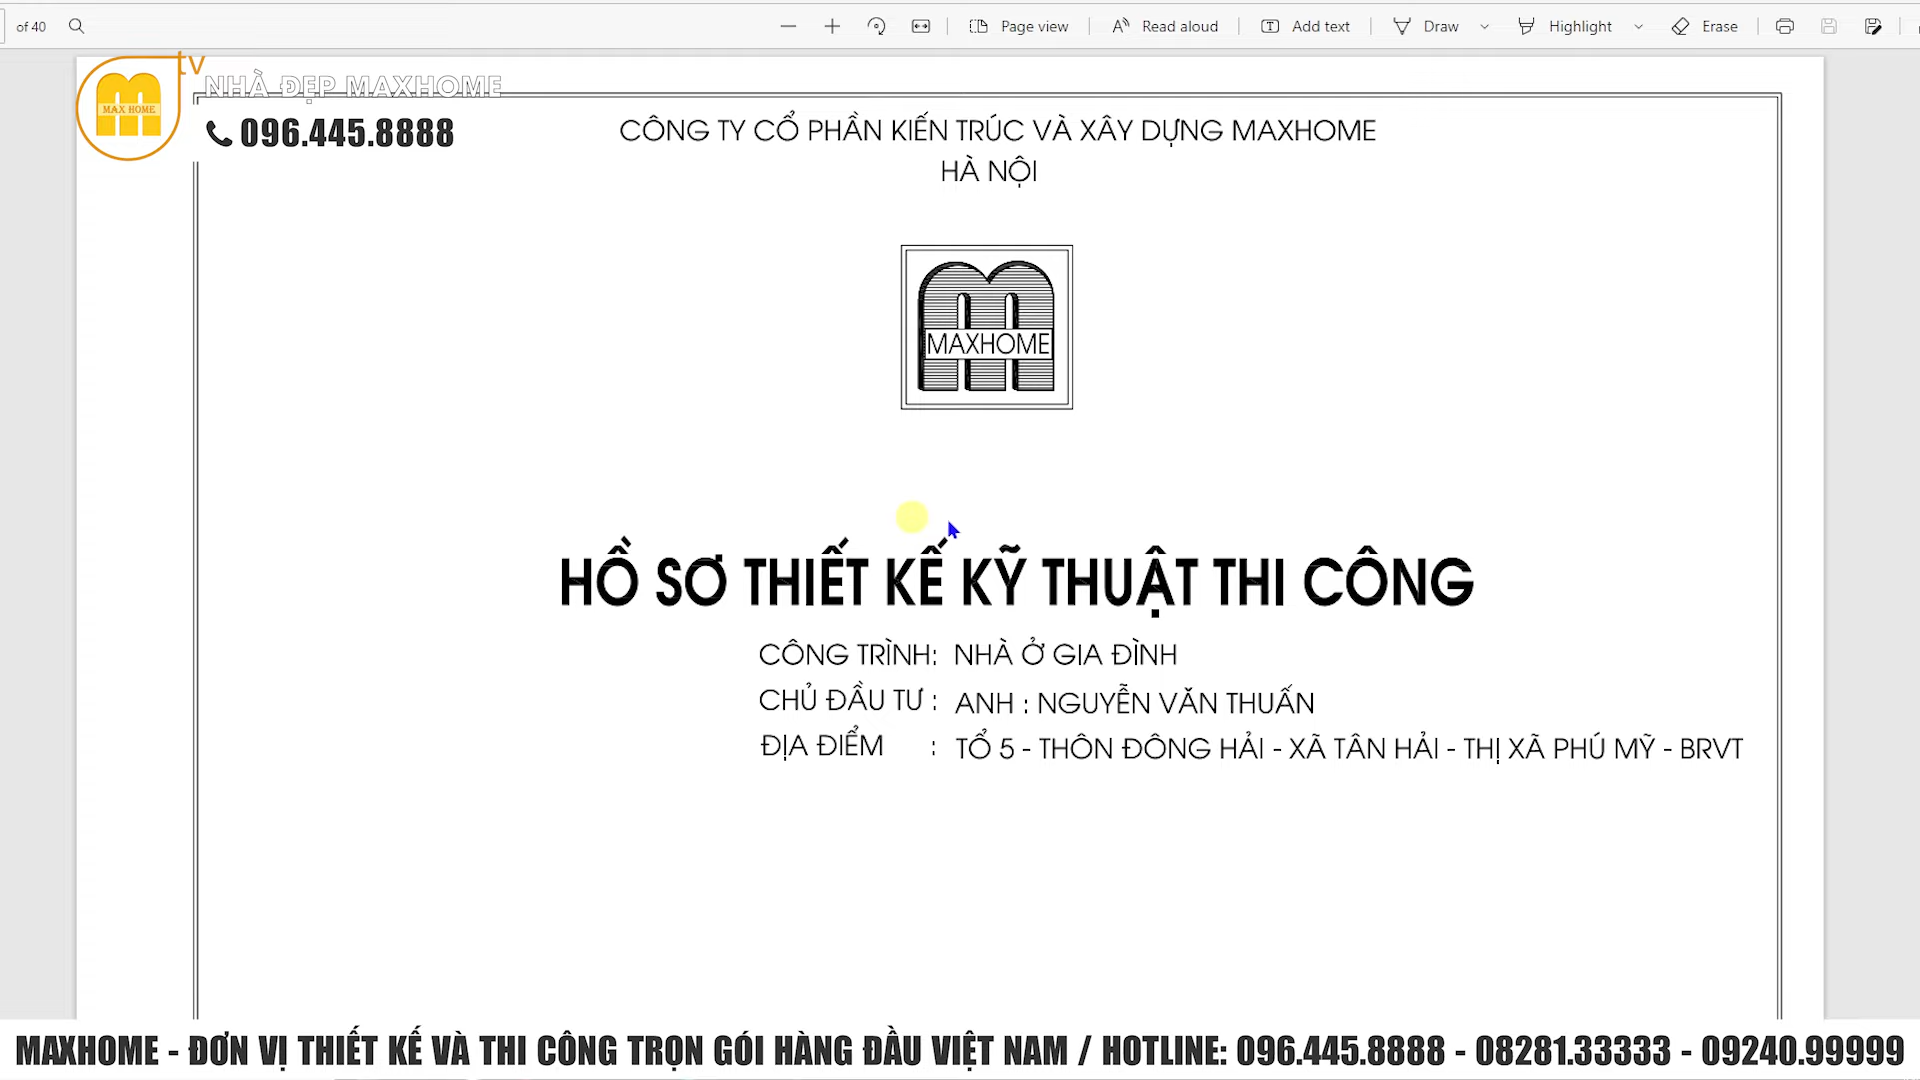 of 40
Page view
Read aloud
Add text
Draw
Highlight
Erase
tv
MAX HOME
NHÀ ĐẸP MAXHOME
096.445.8888
CÔNG TY CỔ PHẦN KIẾN TRÚC VÀ XÂY DỰNG MAXHOME
HÀ NỘI
MAXHOME
HỒ SƠ THIẾT KẾ KỸ THUẬT THI CÔNG
CÔNG TRÌNH: NHÀ Ở GIA ĐÌNH
CHỦ ĐẦU TƯ : ANH : NGUYỄN VĂN THUẤN
ĐỊA ĐIỂM : TỔ 5 - THÔN ĐÔNG HẢI - XÃ TÂN HẢI - THỊ XÃ PHÚ MỸ - BRVT
MAXHOME - ĐƠN VỊ THIẾT KẾ VÀ THI CÔNG TRỌN GÓI HÀNG ĐẦU VIỆT NAM / HOTLINE: 096.445.8888 - 08281.33333 - 09240.99999